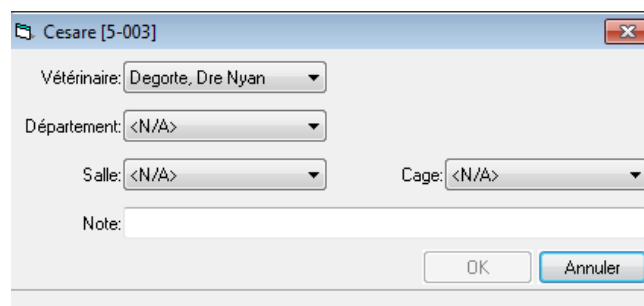 Cesare [5-003]
Vétérinaire: Degorte, Dre Nyan
Département: <N/A>
Salle: <N/A> Cage: <N/A>
Note:
OK Annuler